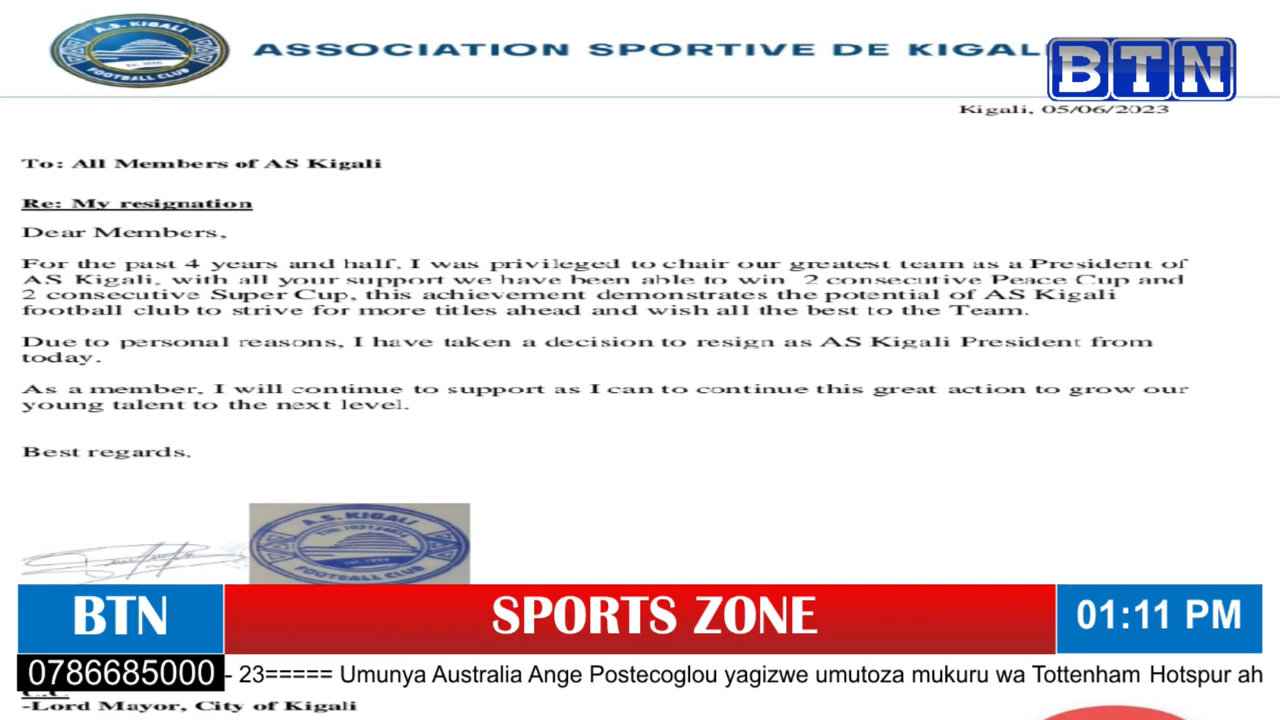 A.S. KIGALI
FOOTBALL CLUB
ASSOCIATION SPORTIVE DE KIGALI
BTN
Kigali, 05/06/2023
To: All Members of AS Kigali
Re: My resignation
Dear Members,
For the past 4 years and half, I was privileged to chair our greatest team as a President of
AS Kigali, with all your support we have been able to win 2 consecutive Peace Cup and
2 consecutive Super Cup, this achievement demonstrates the potential of AS Kigali
football club to strive for more titles ahead and wish all the best to the Team.
Due to personal reasons, I have taken a decision to resign as AS Kigali President from
today.
As a member, I will continue to support as I can to continue this great action to grow our
young talent to the next level.
Best regards.
A.S. KIGALI
FOOTBALL CLUB
BTN
SPORTS ZONE
01:11 PM
0786685000
- 23===== Umunya Australia Ange Postecoglou yagizwe umutoza mukuru wa Tottenham Hotspur ah
C.C
-Lord Mayor, City of Kigali